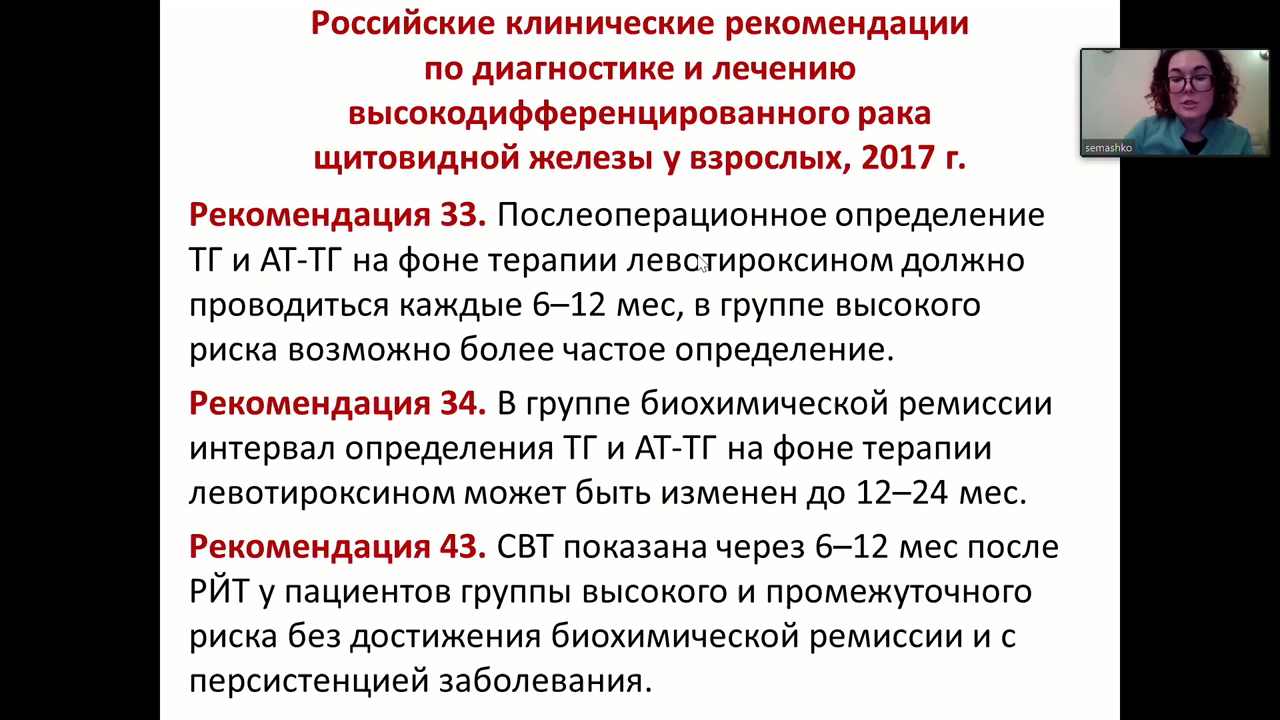 Российские клинические рекомендации
по диагностике и лечению
высокодифференцированного рака
щитовидной железы у взрослых, 2017 г.
semashko
Рекомендация 33. Послеоперационное определение
ТГ и АТ-ТГ на фоне терапии левотироксином должно
проводиться каждые 6–12 мес, в группе высокого
риска возможно более частое определение.
Рекомендация 34. В группе биохимической ремиссии
интервал определения ТГ и АТ-ТГ на фоне терапии
левотироксином может быть изменен до 12–24 мес.
Рекомендация 43. СВТ показана через 6–12 мес после
РЙТ у пациентов группы высокого и промежуточного
риска без достижения биохимической ремиссии и с
персистенцией заболевания.